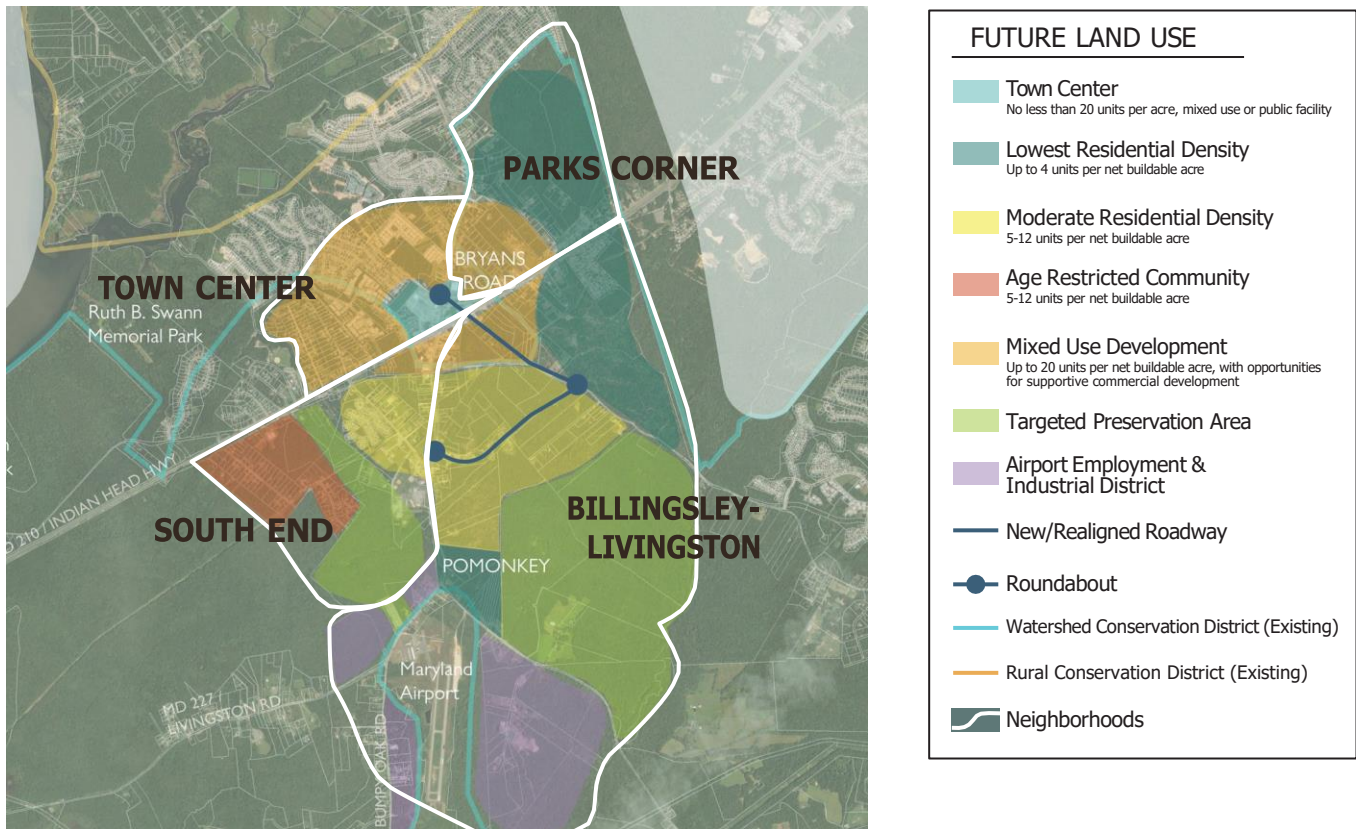 PARKS CORNER
BRYANS
ROAD
TOWN CENTER
Ruth B. Swann
Memorial Park
210 / INDIAN HEAD HWY
SOUTH END
BILLINGSLEY-
LIVINGSTON
POMONKEY
Maryland
Airport
MD 227 /
LIVINGSTON RD
BUMPY OAK RD
FUTURE LAND USE
Town Center
No less than 20 units per acre, mixed use or public facility
Lowest Residential Density
Up to 4 units per net buildable acre
Moderate Residential Density
5-12 units per net buildable acre
Age Restricted Community
5-12 units per net buildable acre
Mixed Use Development
Up to 20 units per net buildable acre, with opportunities
for supportive commercial development
Targeted Preservation Area
Airport Employment &
Industrial District
New/Realigned Roadway
Roundabout
Watershed Conservation District (Existing)
Rural Conservation District (Existing)
Neighborhoods